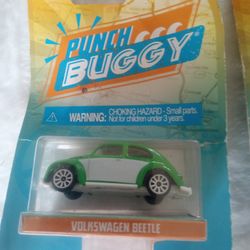 PUNCH
BUGGY
WARNING: CHOKING HAZARD - Small parts.
Not for children under 3 years.
VOLKSWAGEN BEETLE